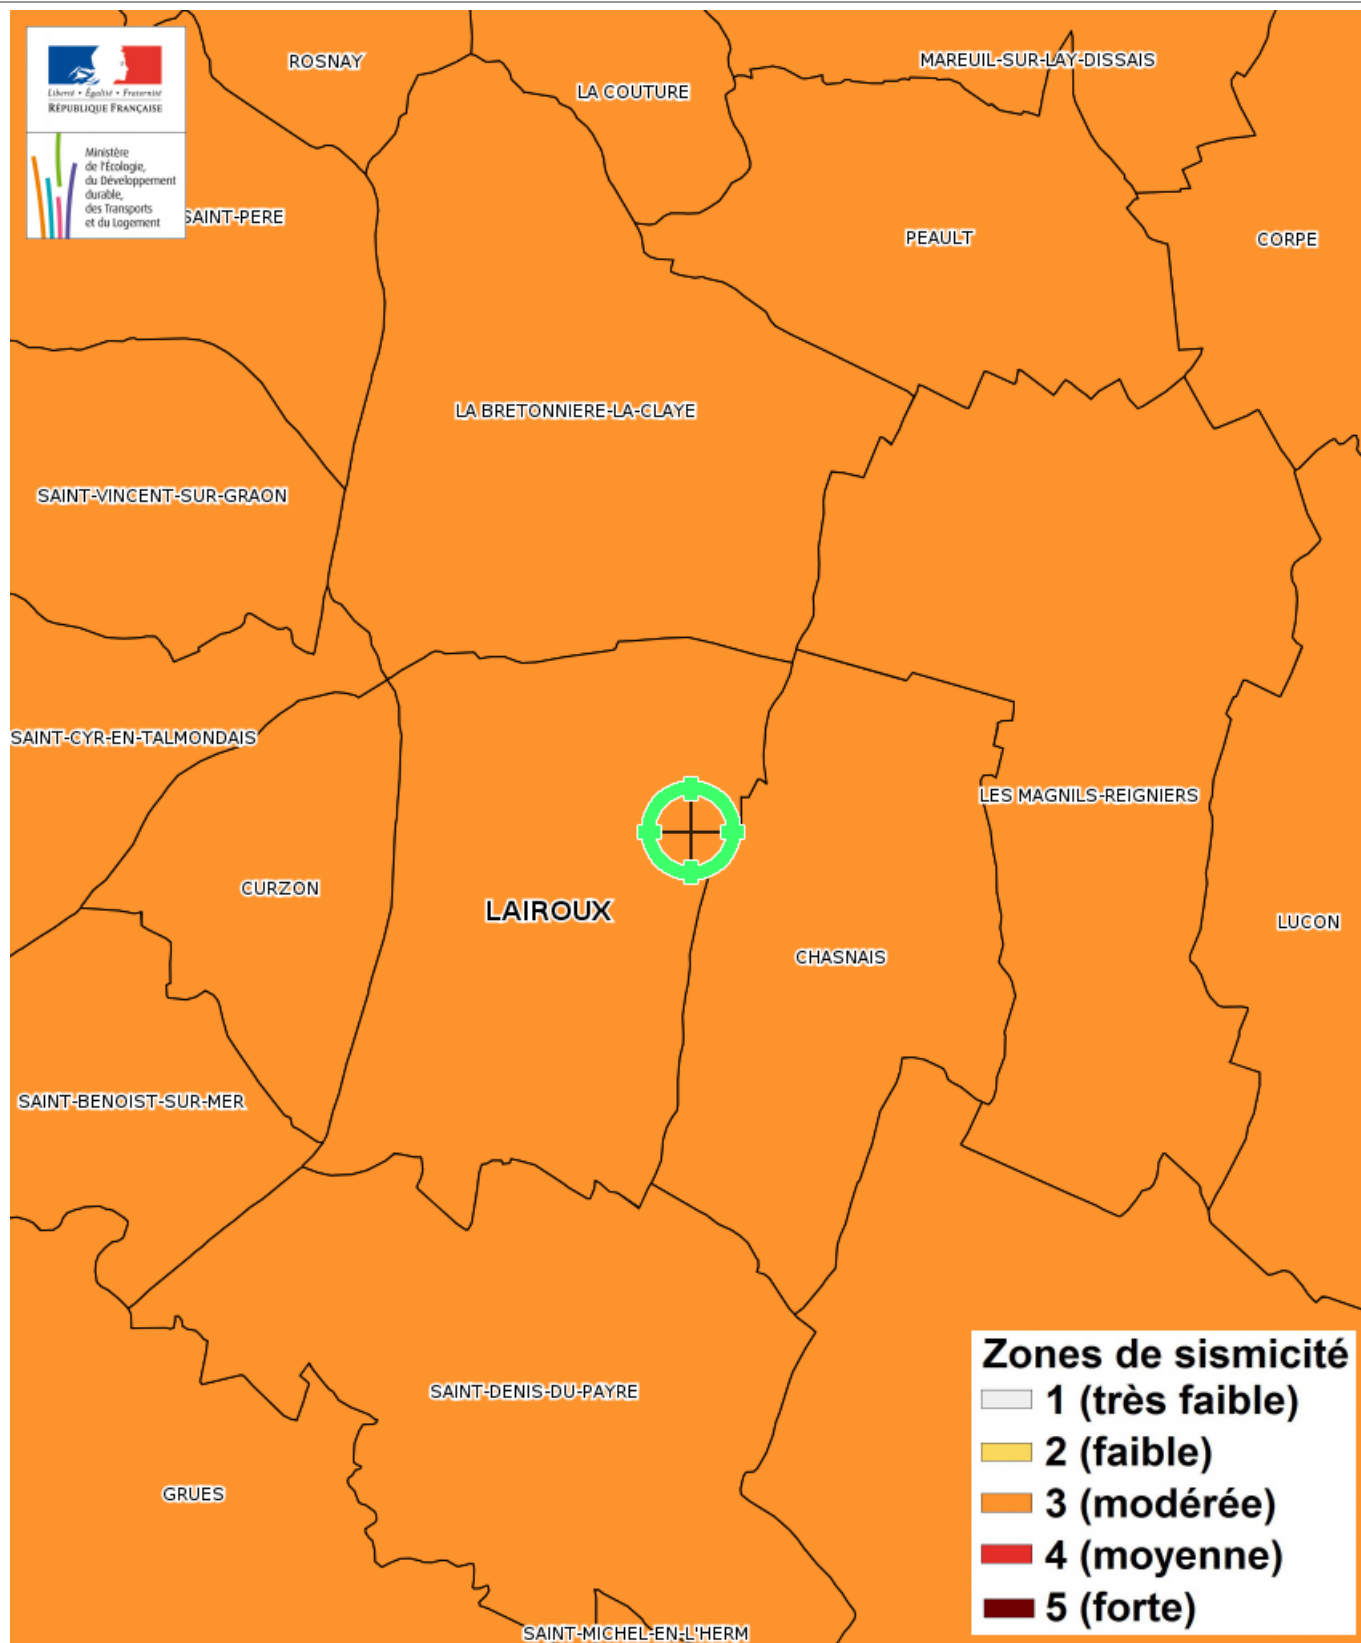 ROSNAY
MAREUIL-SUR-LAY-DISSAIS
LA COUTURE
Liberté • Égalité • Fraternité
RÉPUBLIQUE FRANÇAISE
Ministère
de l'Écologie,
du Développement
durable,
des Transports
et du Logement
SAINT-PERE
PEAULT
CORPE
LA BRETONNIERE-LA-CLAYE
SAINT-VINCENT-SUR-GRAON
SAINT-CYR-EN-TALMONDAIS
LES MAGNILS-REIGNIERS
CURZON
LAIROUX
LUCON
CHASNAIS
SAINT-BENOIST-SUR-MER
SAINT-DENIS-DU-PAYRE
GRUES
SAINT-MICHEL-EN-L'HERM
Zones de sismicité
1 (très faible)
2 (faible)
3 (modérée)
4 (moyenne)
5 (forte)